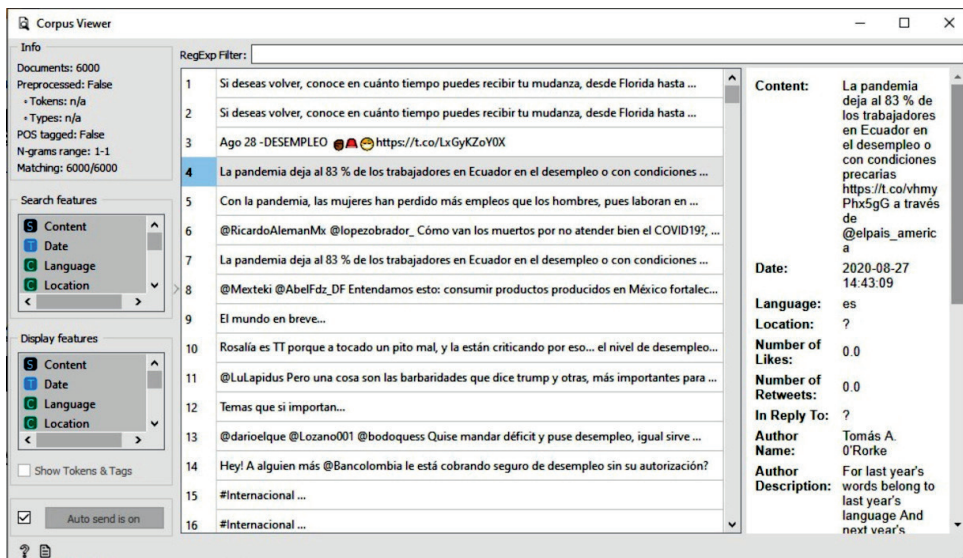 Corpus Viewer
Info
Documents: 6000
Preprocessed: False
◦ Tokens: n/a
◦ Types: n/a
POS tagged: False
N-grams range: 1-1
Matching: 6000/6000
Search features
S Content
T Date
C Language
C Location
Display features
S Content
T Date
C Language
C Location
Show Tokens & Tags
Auto send is on
RegExp Filter:
1 Si deseas volver, conoce en cuánto tiempo puedes recibir tu mudanza, desde Florida hasta ...
2 Si deseas volver, conoce en cuánto tiempo puedes recibir tu mudanza, desde Florida hasta ...
3 Ago 28 -DESEMPLEO https://t.co/LxGyKZoY0X
4 La pandemia deja al 83 % de los trabajadores en Ecuador en el desempleo o con condiciones ...
5 Con la pandemia, las mujeres han perdido más empleos que los hombres, pues laboran en ...
6 @RicardoAlemanMx @lopezobrador_ Cómo van los muertos por no atender bien el COVID19?, ...
7 La pandemia deja al 83 % de los trabajadores en Ecuador en el desempleo o con condiciones ...
8 @Mexteki @AbelFdz_DF Entendamos esto: consumir productos producidos en México fortalec...
9 El mundo en breve...
10 Rosalía es TT porque a tocado un pito mal, y la están criticando por eso... el nivel de desempleo...
11 @LuLapidus Pero una cosa son las barbaridades que dice trump y otras, más importantes para ...
12 Temas que si importan...
13 @darioelque @Lozano001 @bodoquess Quise mandar déficit y puse desempleo, igual sirve ...
14 Hey! A alguien más @Bancolombia le está cobrando seguro de desempleo sin su autorización?
15 #Internacional ...
16 #Internacional ...
Content: La pandemia
deja al 83 % de
los trabajadores
en Ecuador en
el desempleo o
con condiciones
precarias
https://t.co/vhmy
Phx5gG a través
de
@elpais_americ
a
Date: 2020-08-27
14:43:09
Language: es
Location: ?
Number of
Likes: 0.0
Number of
Retweets: 0.0
In Reply To: ?
Author Tomás A.
Name: 0'Rorke
Author For last year's
Description: words belong to
last year's
language And
next year's